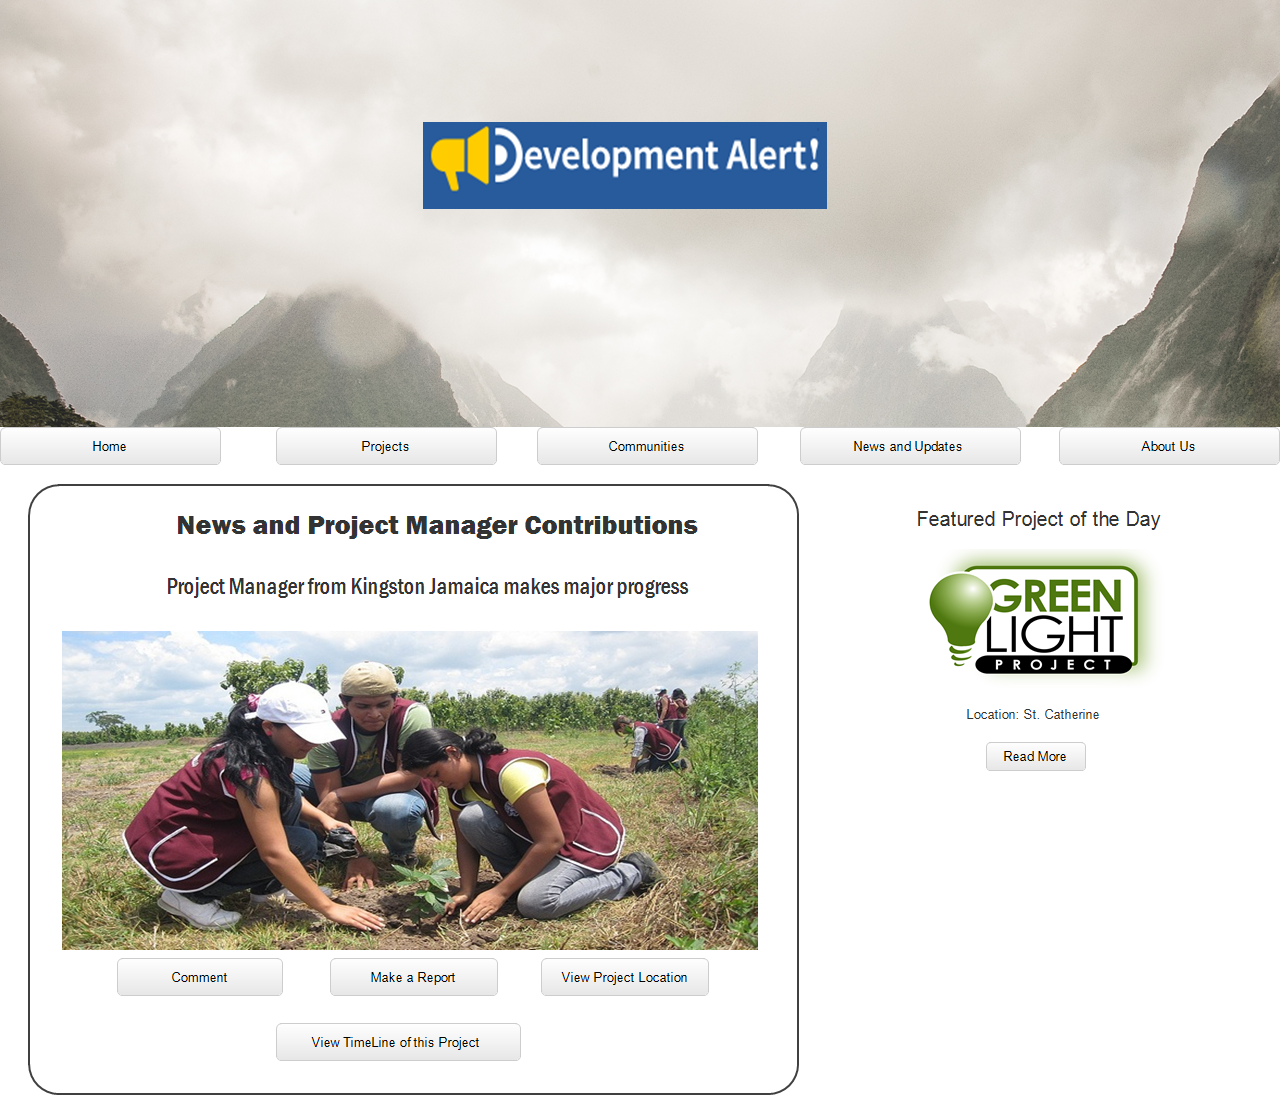 Development Alert!
Home
Projects
Communities
News and Updates
About Us
News and Project Manager Contributions
Project Manager from Kingston Jamaica makes major progress
Comment
Make a Report
View Project Location
View TimeLine of this Project
Featured Project of the Day
GREEN
LIGHT
PROJECT
Location: St. Catherine
Read More